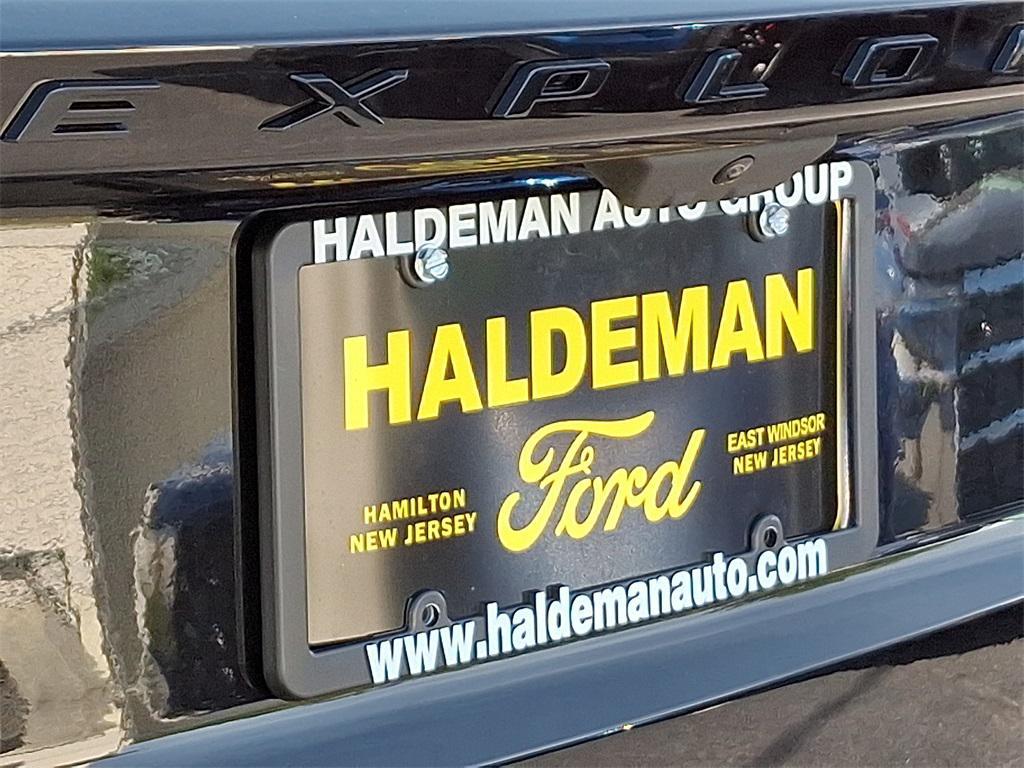 EXPLO
HALDEMAN AUTO GROUP
HALDEMAN
Ford
EAST WINDSOR
NEW JERSEY
HAMILTON
NEW JERSEY
www.haldemanauto.com